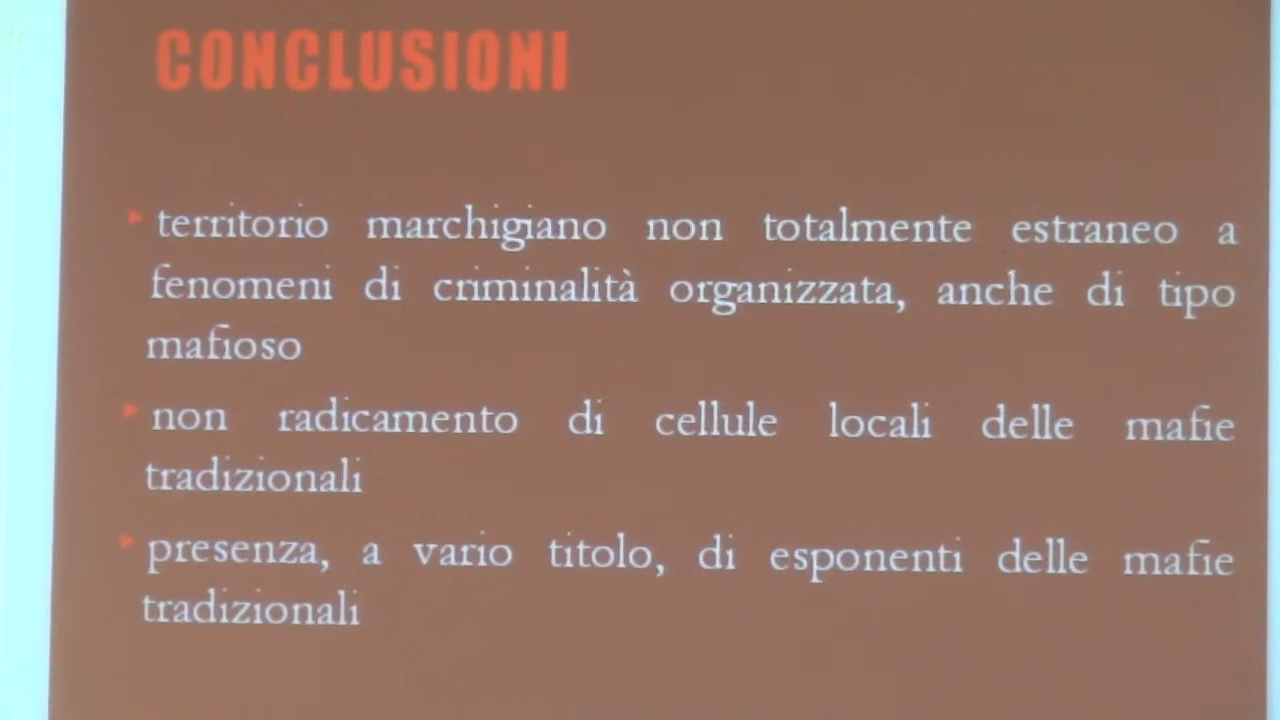 CONCLUSIONI
territorio marchigiano non totalmente estraneo a
fenomeni di criminalità organizzata, anche di tipo
mafioso
non radicamento di cellule locali delle mafie
tradizionali
presenza, a vario titolo, di esponenti delle mafie
tradizionali